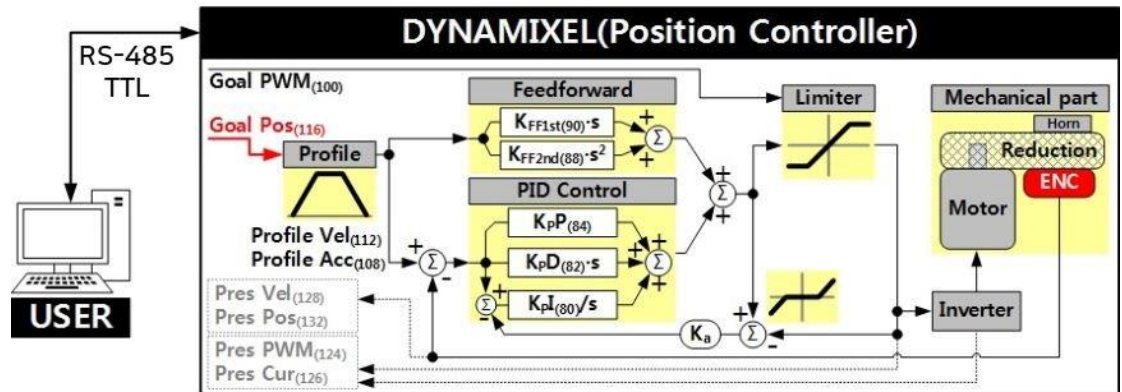 DYNAMIXEL(Position Controller)
RS-485
TTL
USER
Goal PWM(100)
Goal Pos(116)
Profile
Profile Vel(112)
Profile Acc(108)
Feedforward
KFF1st(90)·s
KFF2nd(88)·s²
+
+
Σ
PID Control
KPP(84)
KPD(82)·s
KPI(80)/s
+
+
+
Σ
+
-
Σ
+
-
Σ
+
+
Σ
Limiter
+
-
Σ
Ka
Mechanical part
Horn
Reduction
ENC
Motor
Inverter
Pres Vel(128)
Pres Pos(132)
Pres PWM(124)
Pres Cur(126)